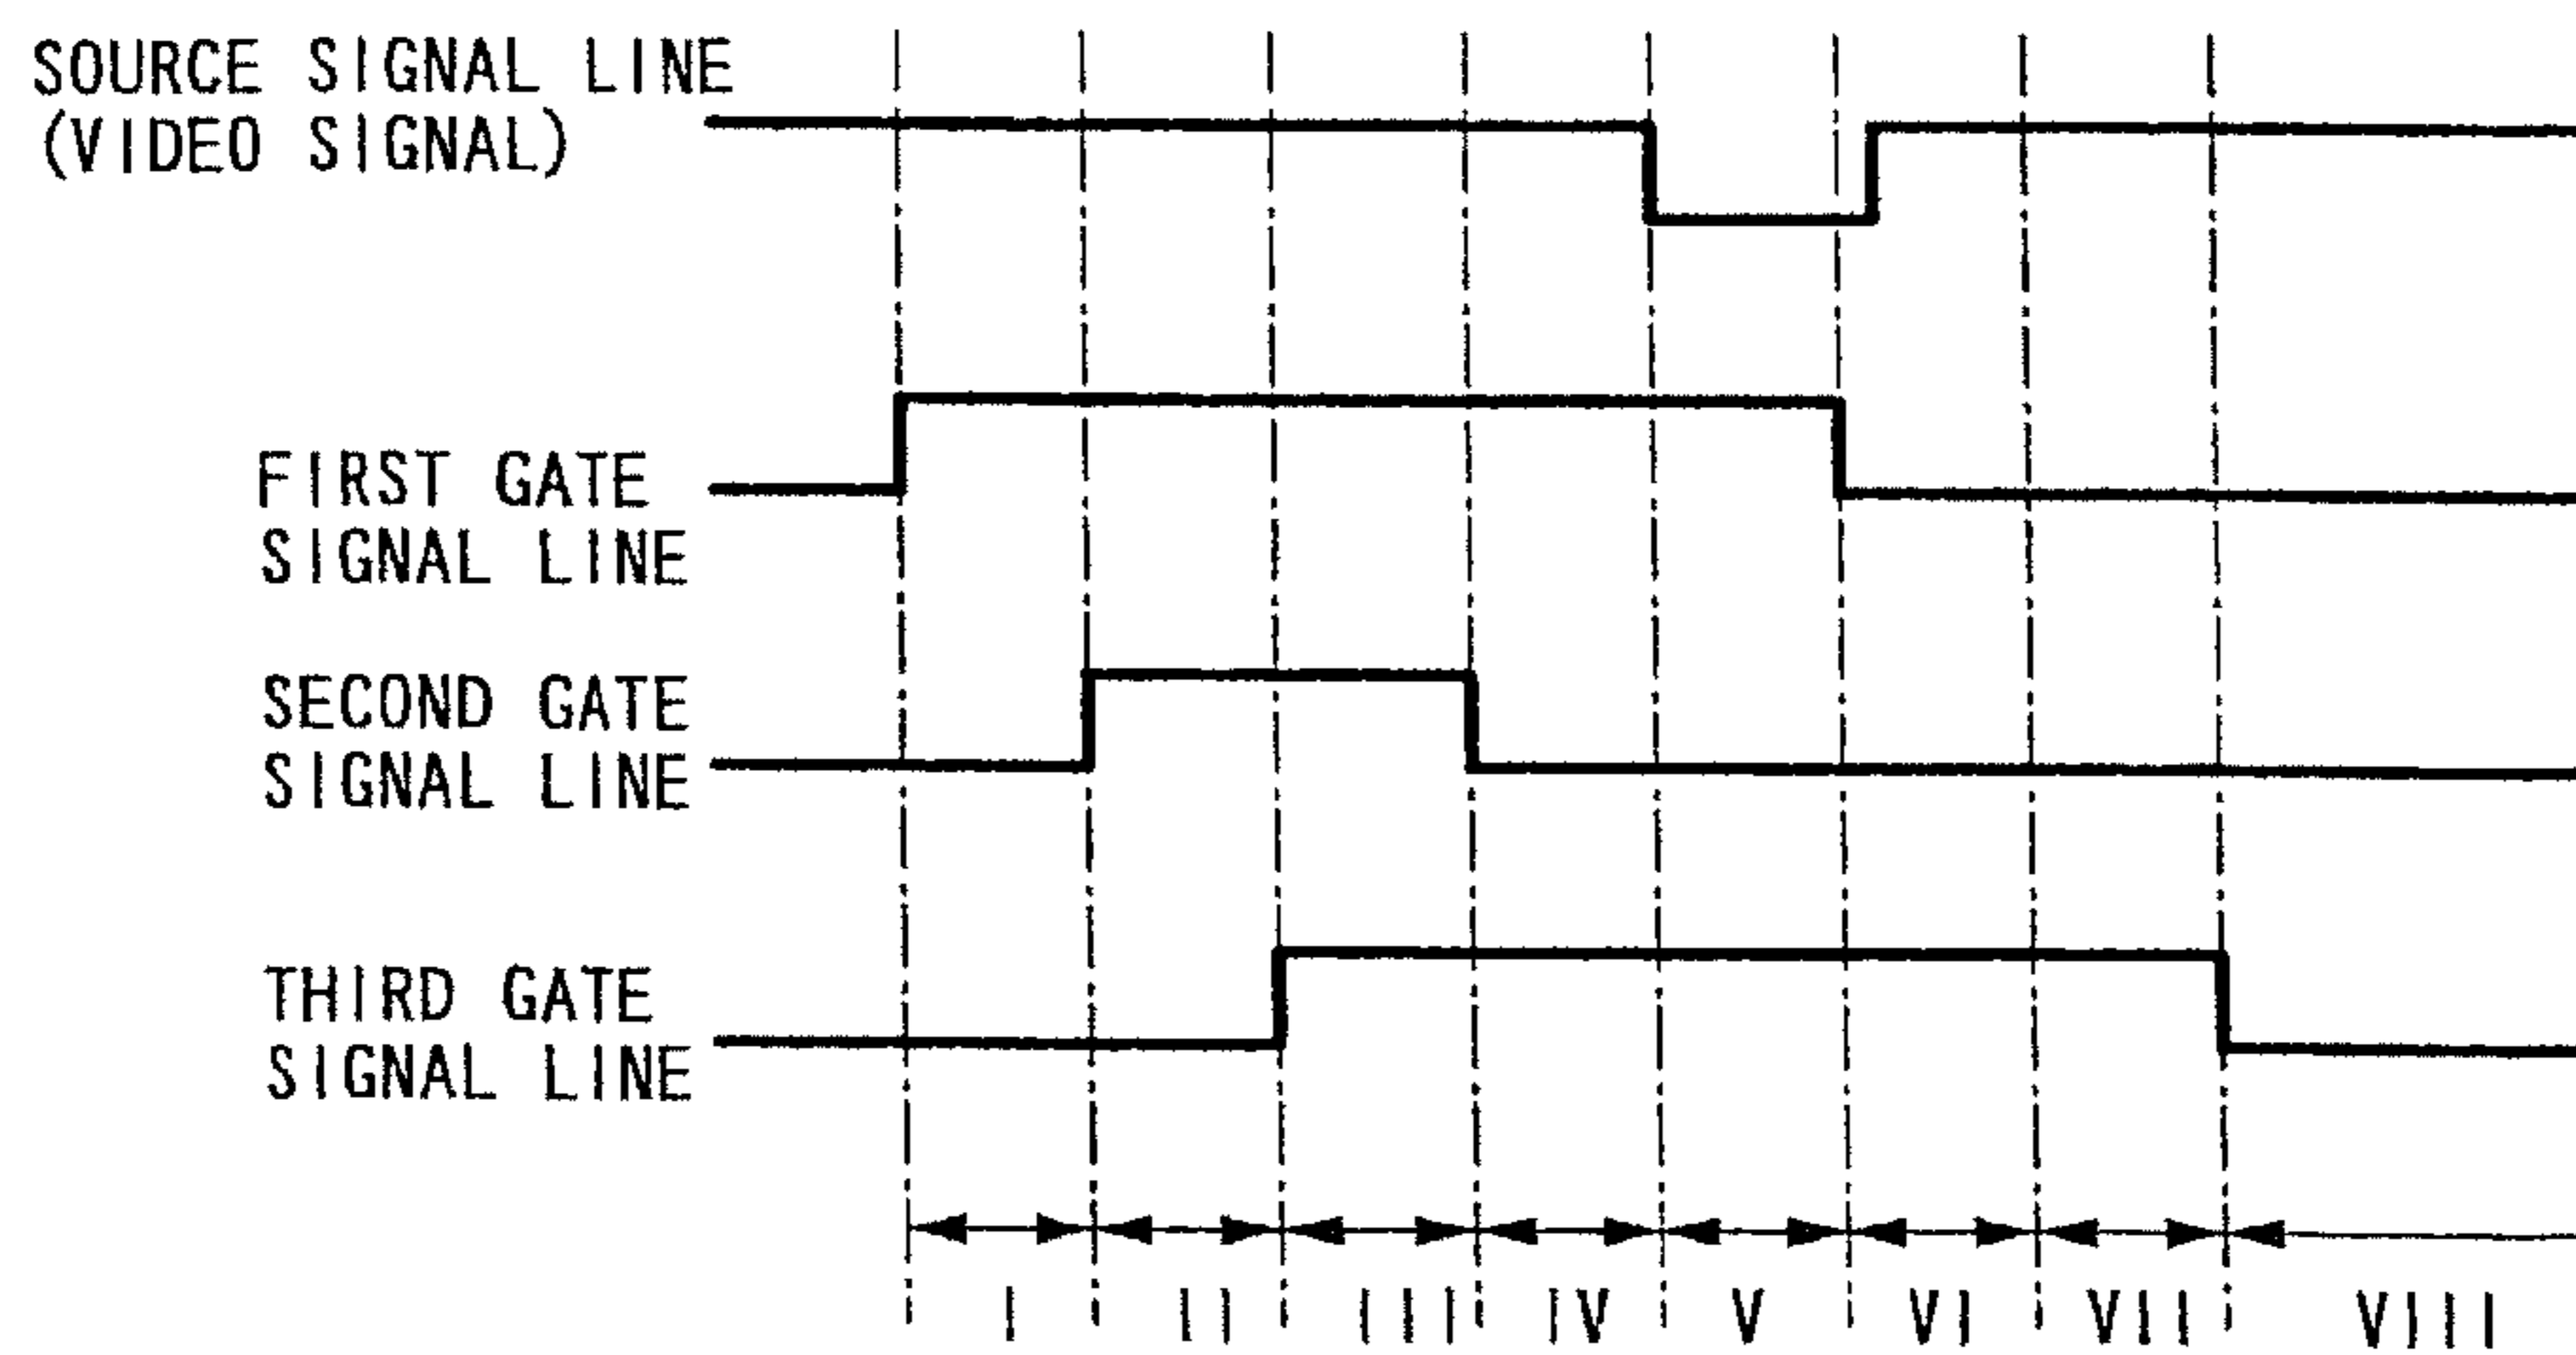 SOURCE SIGNAL LINE
(VIDEO SIGNAL)
FIRST GATE
SIGNAL LINE
SECOND GATE
SIGNAL LINE
THIRD GATE
SIGNAL LINE
I II III IV V VI VII VIII